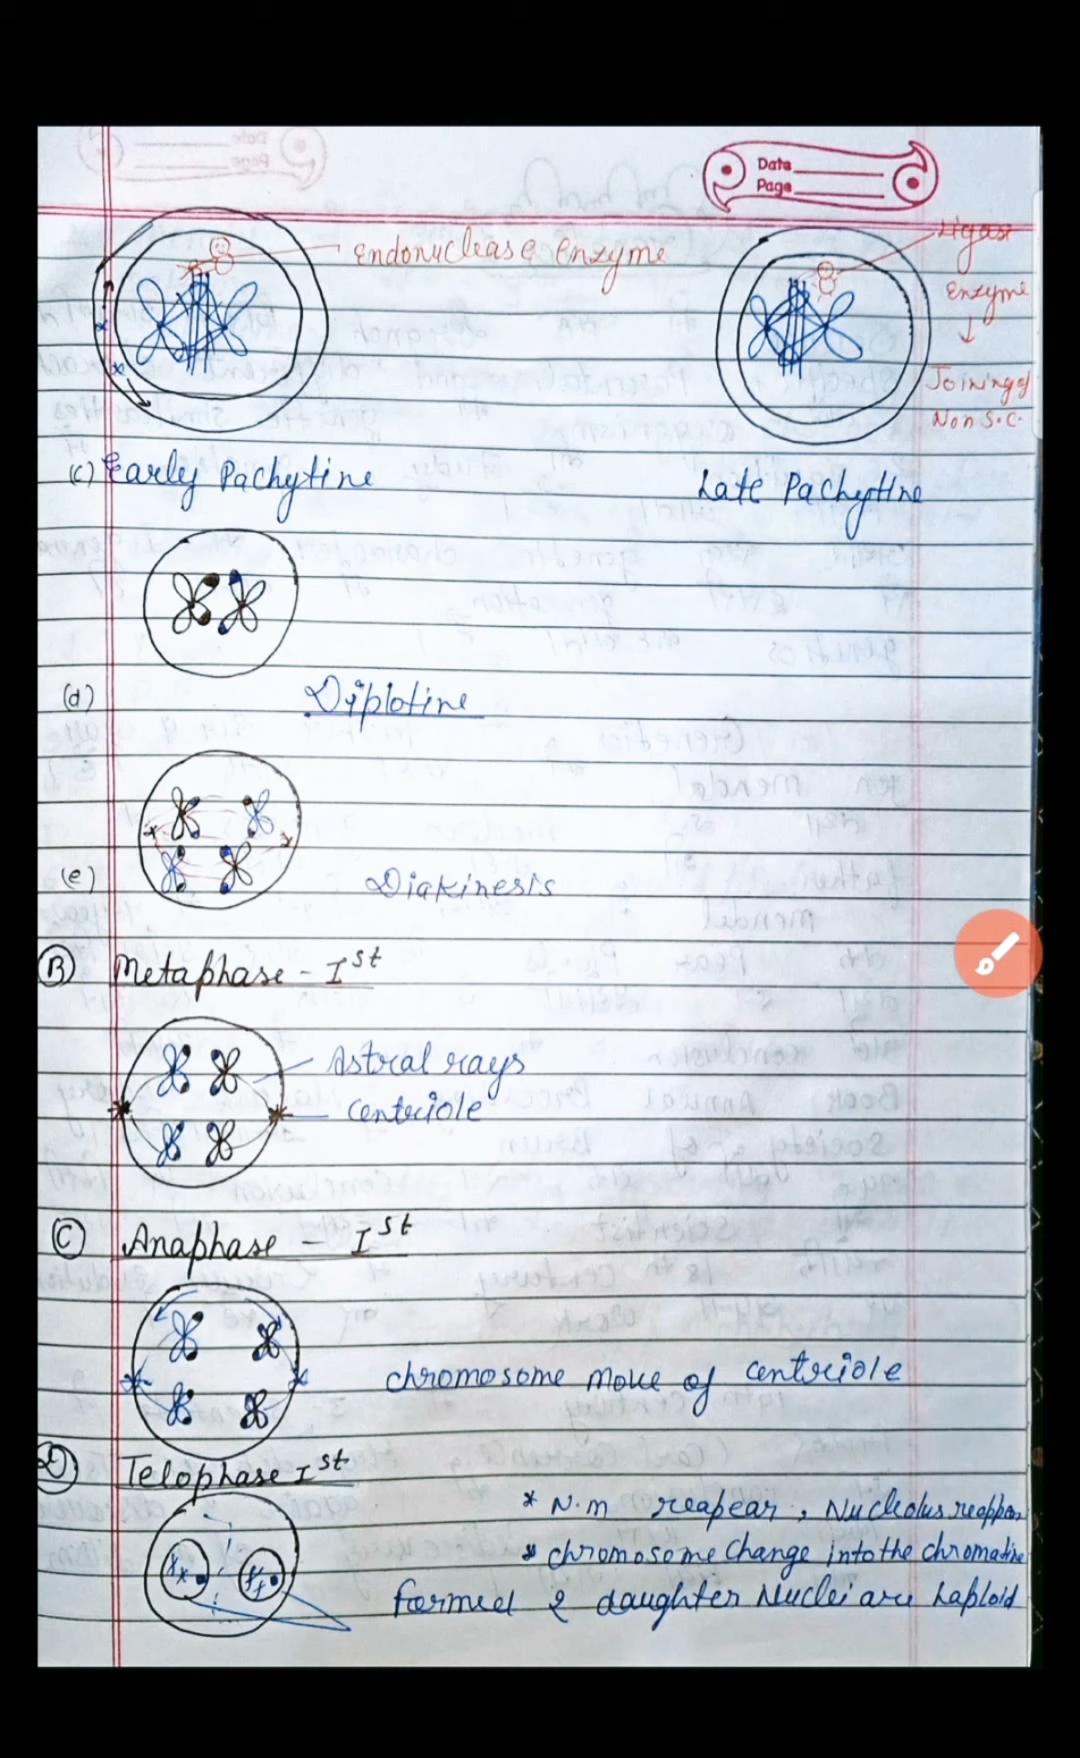 Date
Page
Endonuclease Enzyme
Ligase
Enzyme
Joining of
Non S.C.
(c) Early Pachytine
Late Pachytine
(d) Diplotine
(e) Diakinesis
(B) Metaphase - Ist
Astral rays
Centriole
(C) Anaphase - Ist
chromosome move of centriole
(D) Telophase Ist
* N.m reapear, Nucleolus reappear
* chromosome change into the chromatine
formed 2 daughter Nuclei are haploid